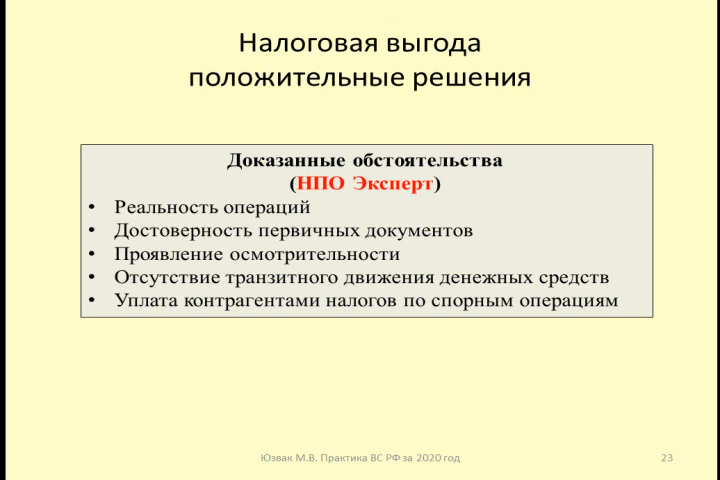 Налоговая выгода
положительные решения
Доказанные обстоятельства
(НПО Эксперт)
• Реальность операций
• Достоверность первичных документов
• Проявление осмотрительности
• Отсутствие транзитного движения денежных средств
• Уплата контрагентами налогов по спорным операциям
Юзвак М.В. Практика ВС РФ за 2020 год
23